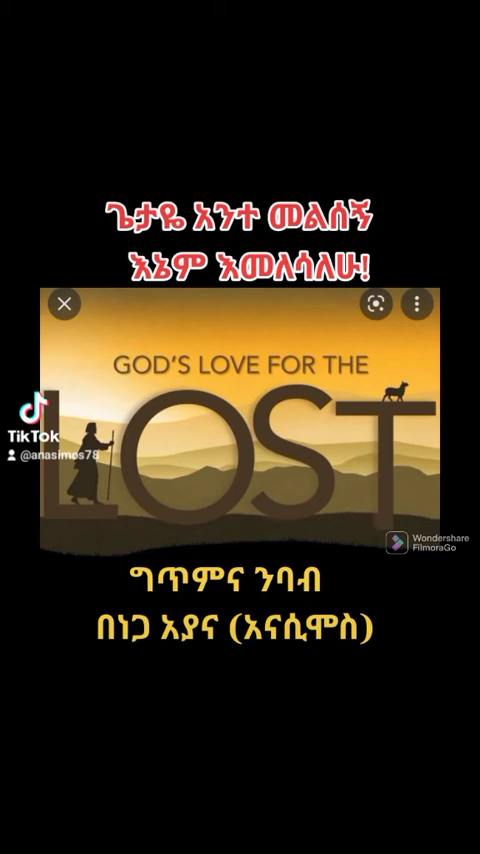 ጌታዬ አንተ መልሰኝ
እኔም እመለሳለሁ!
GOD'S LOVE FOR THE
LOST
TikTok
@anasimos78
Wondershare
FilmoraGo
ግጥምና ንባብ
በነጋ አያና (አናሲሞስ)